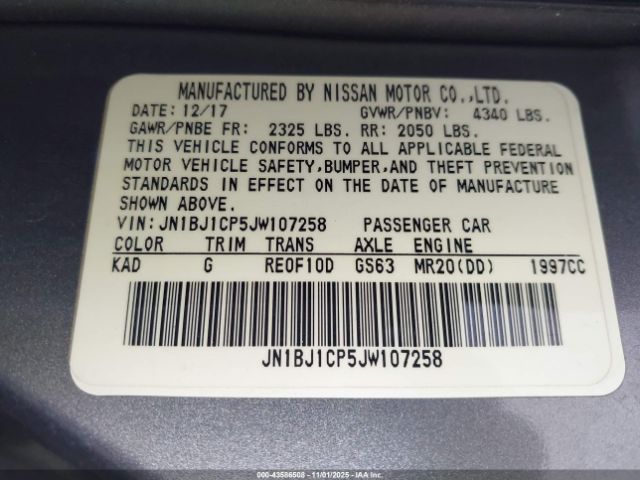 MANUFACTURED BY NISSAN MOTOR CO.,LTD.
DATE: 12/17 GVWR/PNBV: 4340 LBS.
GAWR/PNBE FR: 2325 LBS. RR: 2050 LBS.
THIS VEHICLE CONFORMS TO ALL APPLICABLE FEDERAL
MOTOR VEHICLE SAFETY,BUMPER,AND THEFT PREVENTION
STANDARDS IN EFFECT ON THE DATE OF MANUFACTURE
SHOWN ABOVE.
VIN:JN1BJ1CP5JW107258 PASSENGER CAR
COLOR TRIM TRANS AXLE ENGINE
KAD G RE0F10D GS63 MR20(DD) 1997CC
JN1BJ1CP5JW107258
000-43586508 - 11/01/2025 - IAAI.COM